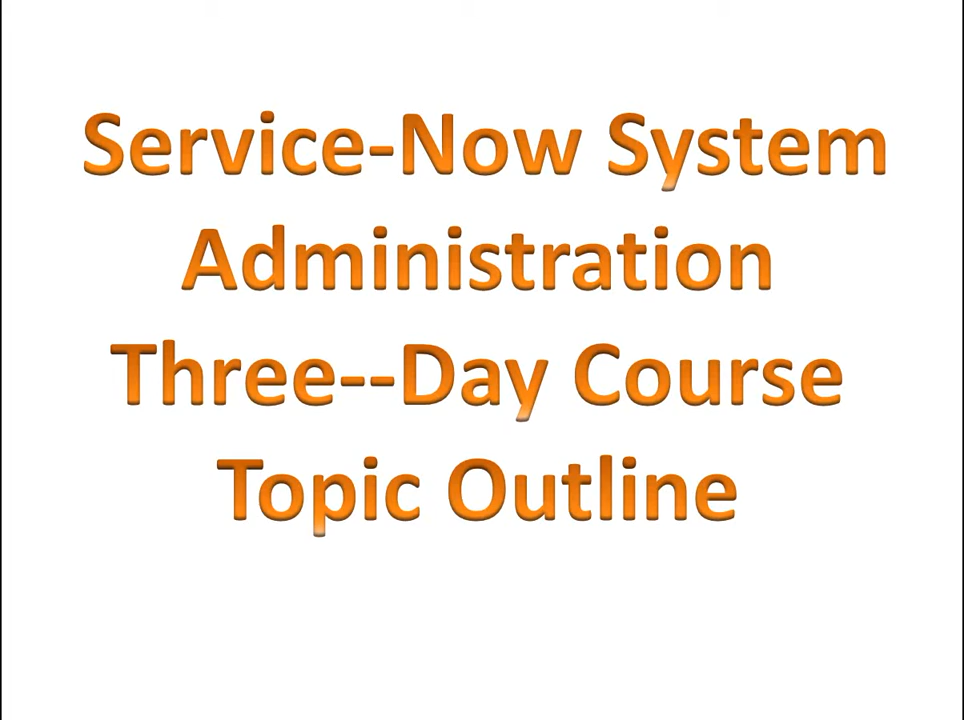 Service-Now System
Administration
Three--Day Course
Topic Outline